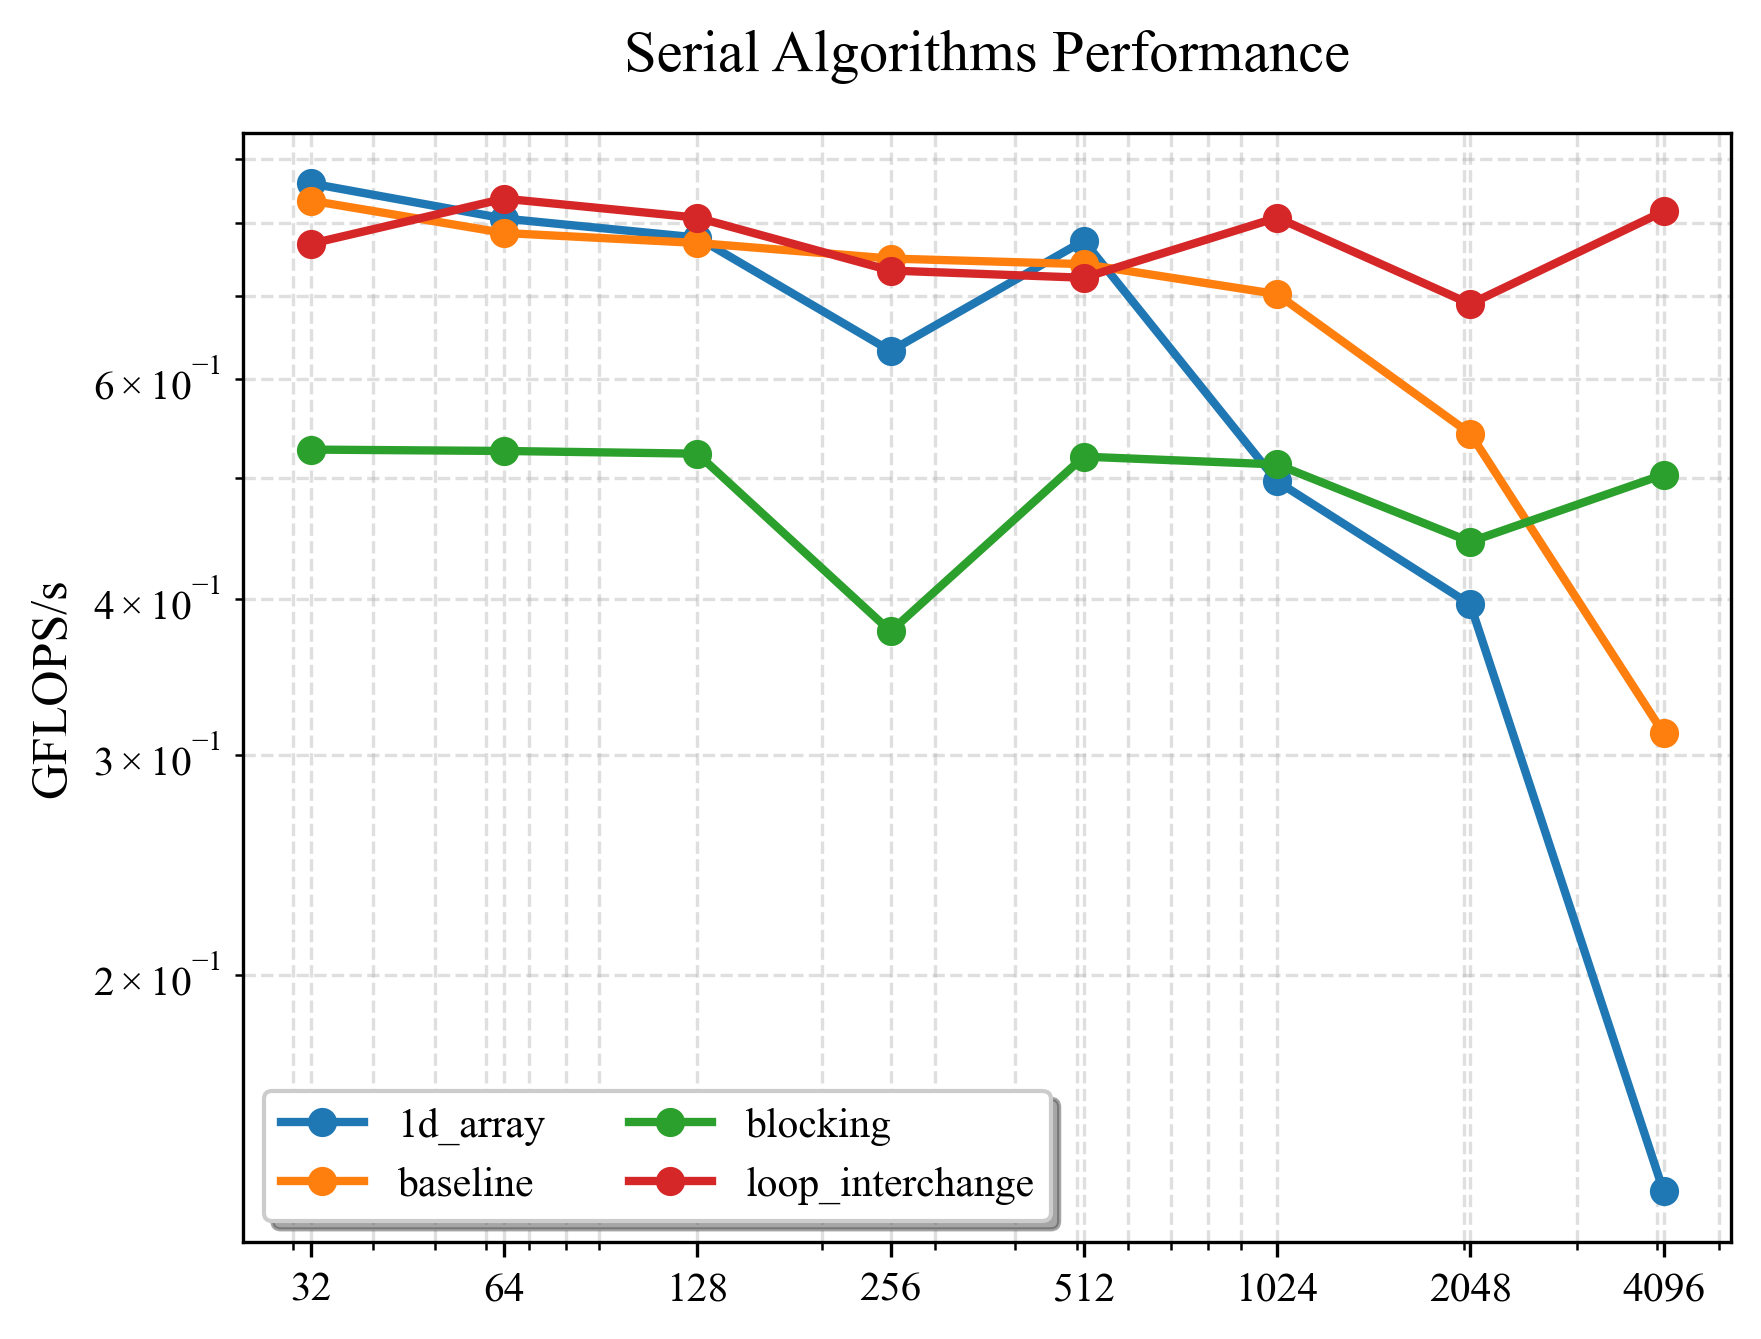 Serial Algorithms Performance
GFLOPS/s
6 × 10⁻¹
4 × 10⁻¹
3 × 10⁻¹
2 × 10⁻¹
1d_array
baseline
blocking
loop_interchange
32 64 128 256 512 1024 2048 4096